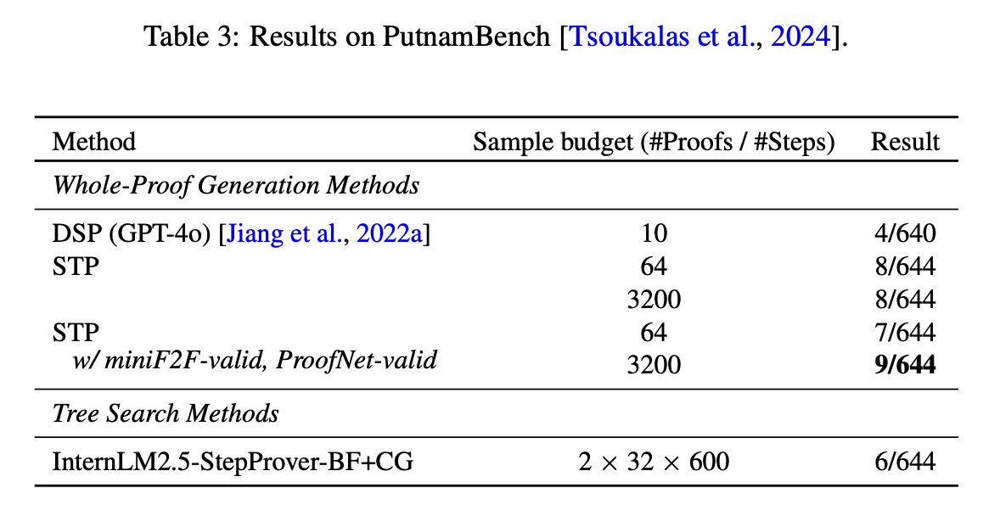 Table 3: Results on PutnamBench [Tsoukalas et al., 2024].
Method Sample budget (#Proofs / #Steps) Result
Whole-Proof Generation Methods
DSP (GPT-4o) [Jiang et al., 2022a] 10 4/640
STP 64 8/644
3200 8/644
STP 64 7/644
w/ miniF2F-valid, ProofNet-valid 3200 9/644
Tree Search Methods
InternLM2.5-StepProver-BF+CG 2 × 32 × 600 6/644